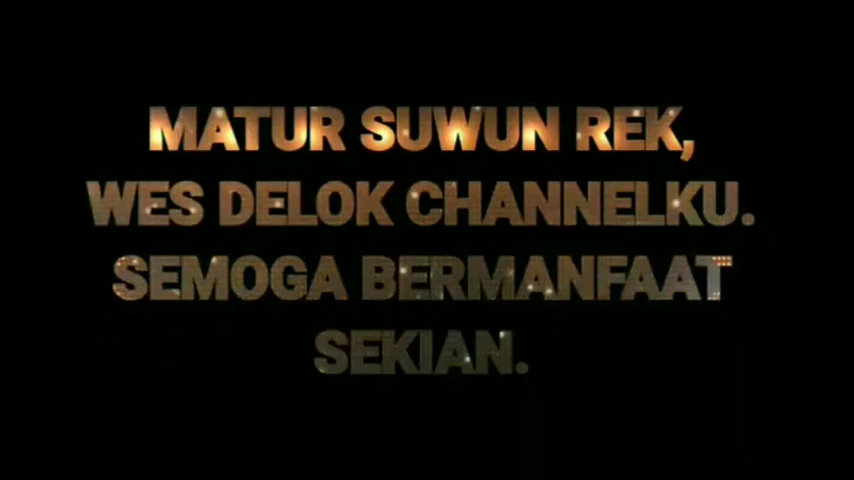 MATUR SUWUN REK,
WES DELOK CHANNELKU.
SEMOGA BERMANFAAT
SEKIAN.